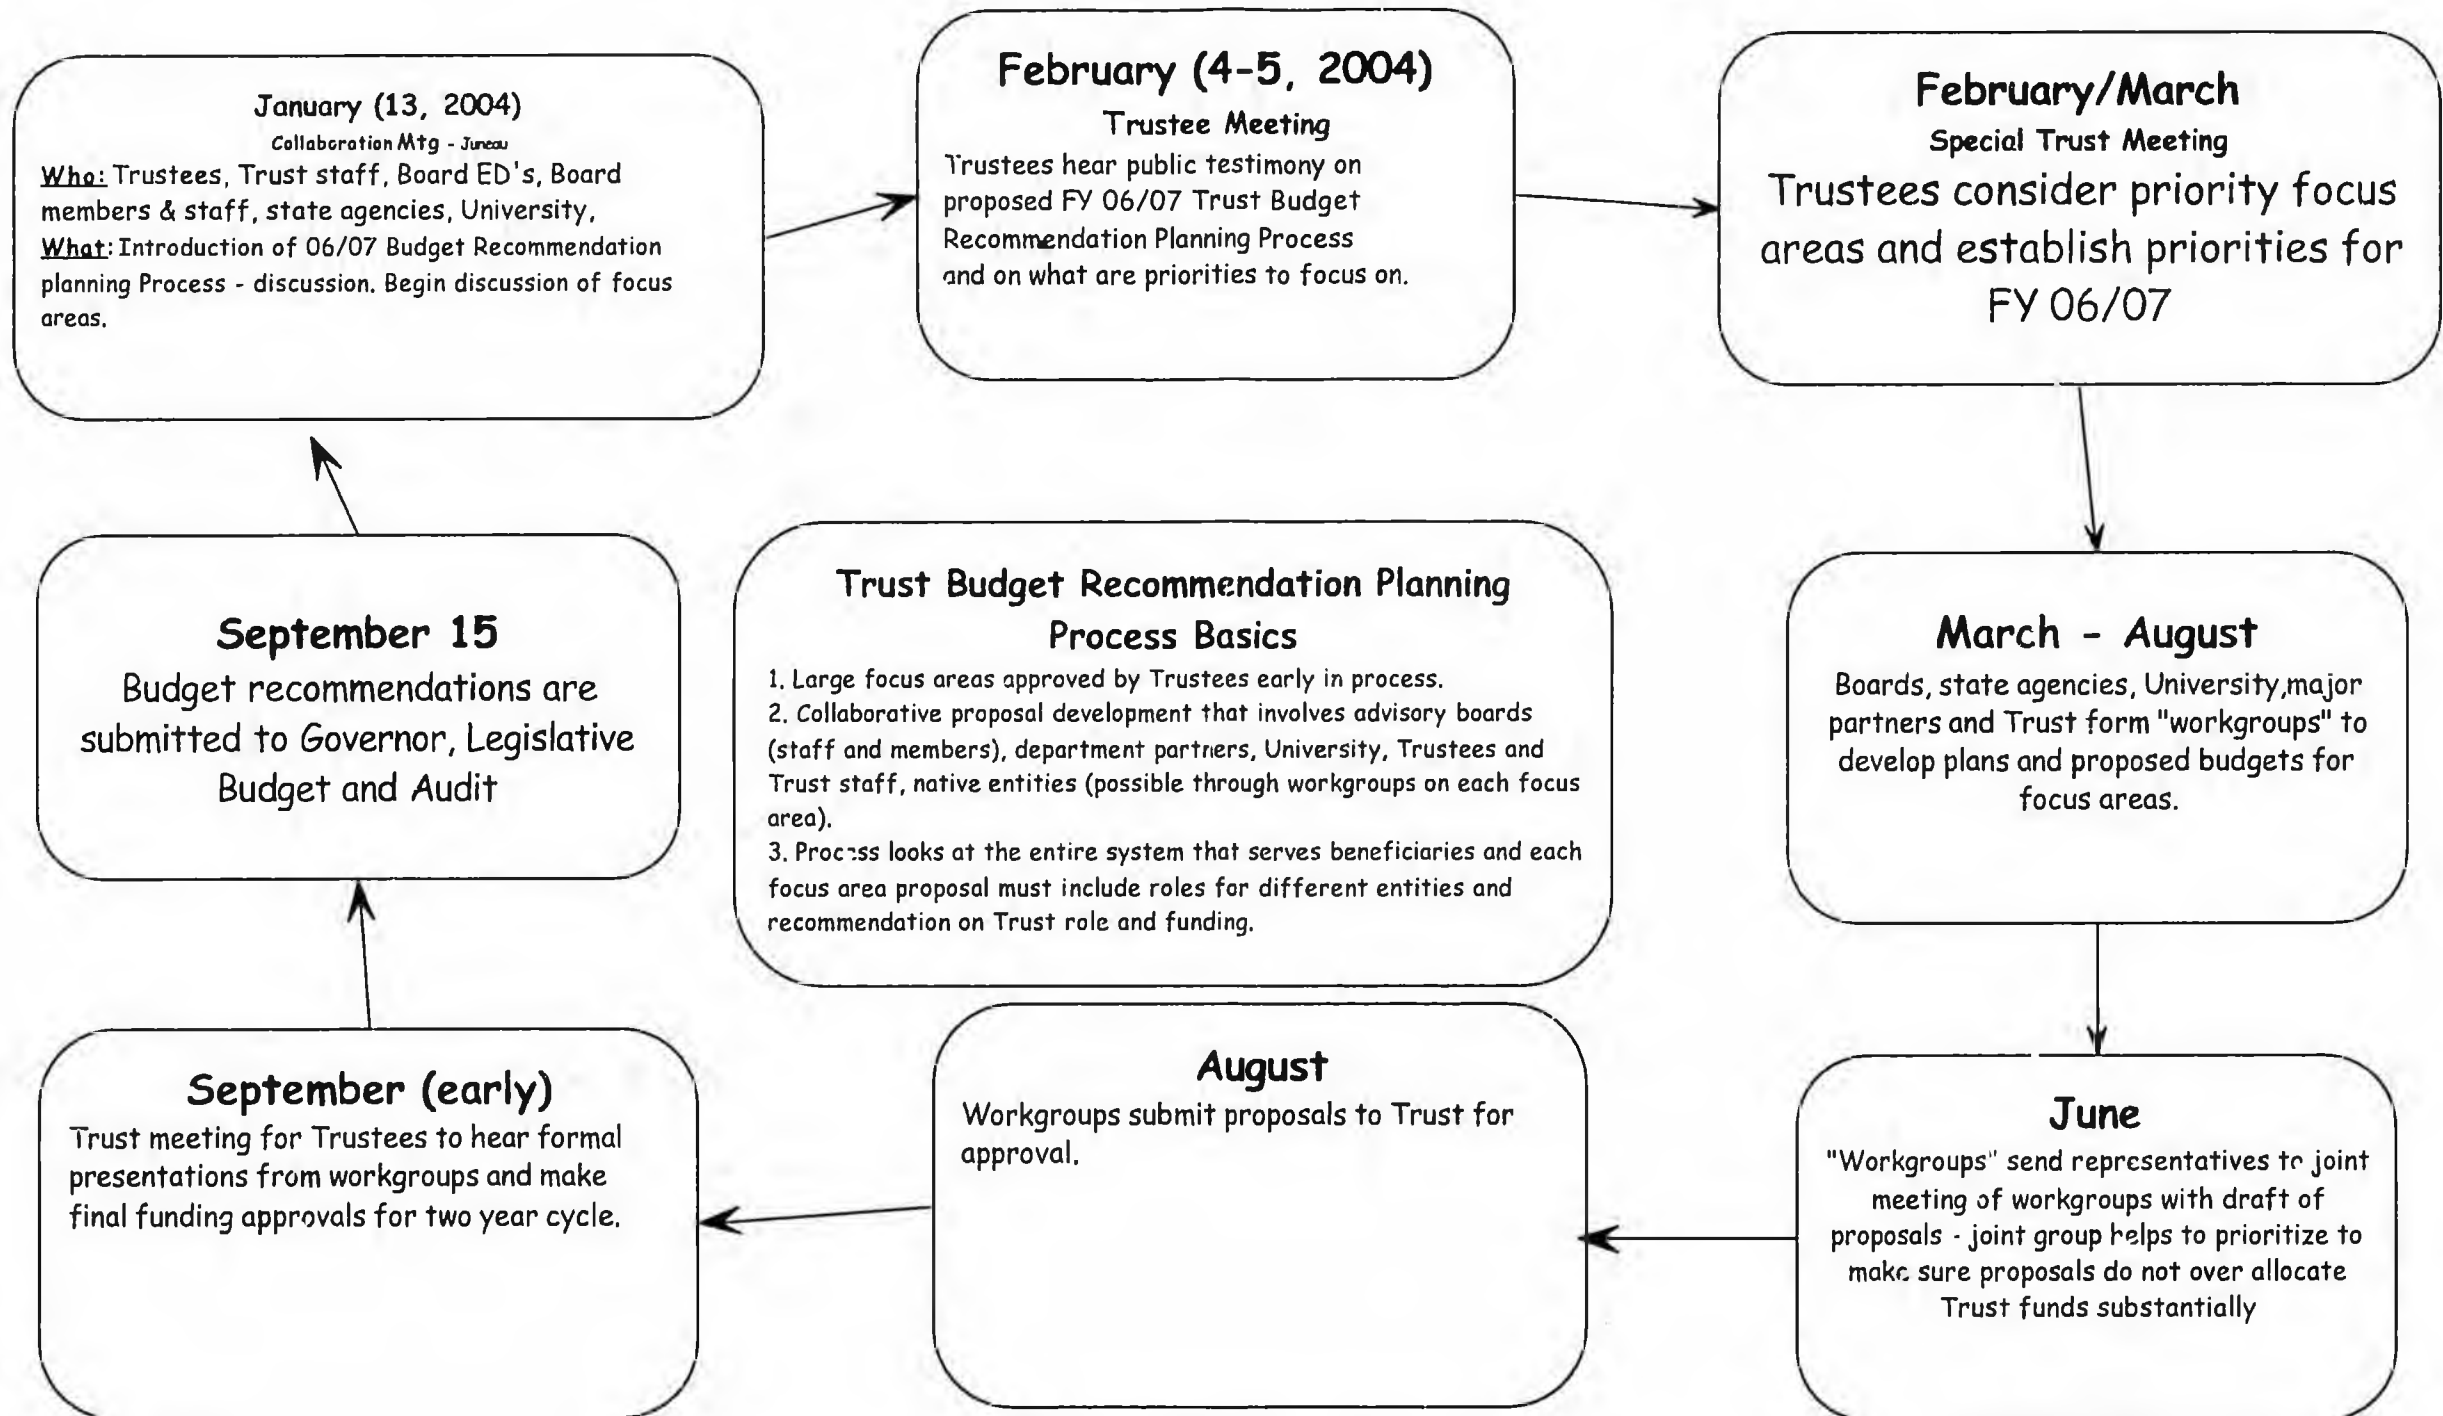 January (13, 2004)
Collaboration Mtg - Juneau
Who: Trustees, Trust staff, Board ED's, Board
members & staff, state agencies, University,
What: Introduction of 06/07 Budget Recommendation
planning Process - discussion. Begin discussion of focus
areas.
February (4-5, 2004)
Trustee Meeting
Trustees hear public testimony on
proposed FY 06/07 Trust Budget
Recommendation Planning Process
and on what are priorities to focus on.
February/March
Special Trust Meeting
Trustees consider priority focus
areas and establish priorities for
FY 06/07
March - August
Boards, state agencies, University,major
partners and Trust form "workgroups" to
develop plans and proposed budgets for
focus areas.
June
"Workgroups" send representatives to joint
meeting of workgroups with draft of
proposals - joint group helps to prioritize to
make sure proposals do not over allocate
Trust funds substantially
August
Workgroups submit proposals to Trust for
approval.
September (early)
Trust meeting for Trustees to hear formal
presentations from workgroups and make
final funding approvals for two year cycle.
September 15
Budget recommendations are
submitted to Governor, Legislative
Budget and Audit
Trust Budget Recommendation Planning
Process Basics
1. Large focus areas approved by Trustees early in process.
2. Collaborative proposal development that involves advisory boards
(staff and members), department partners, University, Trustees and
Trust staff, native entities (possible through workgroups on each focus
area).
3. Process looks at the entire system that serves beneficiaries and each
focus area proposal must include roles for different entities and
recommendation on Trust role and funding.